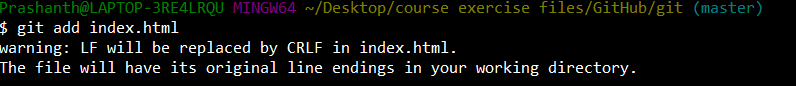 Prashanth@LAPTOP-3RE4LRQU MINGW64 ~/Desktop/course exercise files/GitHub/git (master)
$ git add index.html
warning: LF will be replaced by CRLF in index.html.
The file will have its original line endings in your working directory.